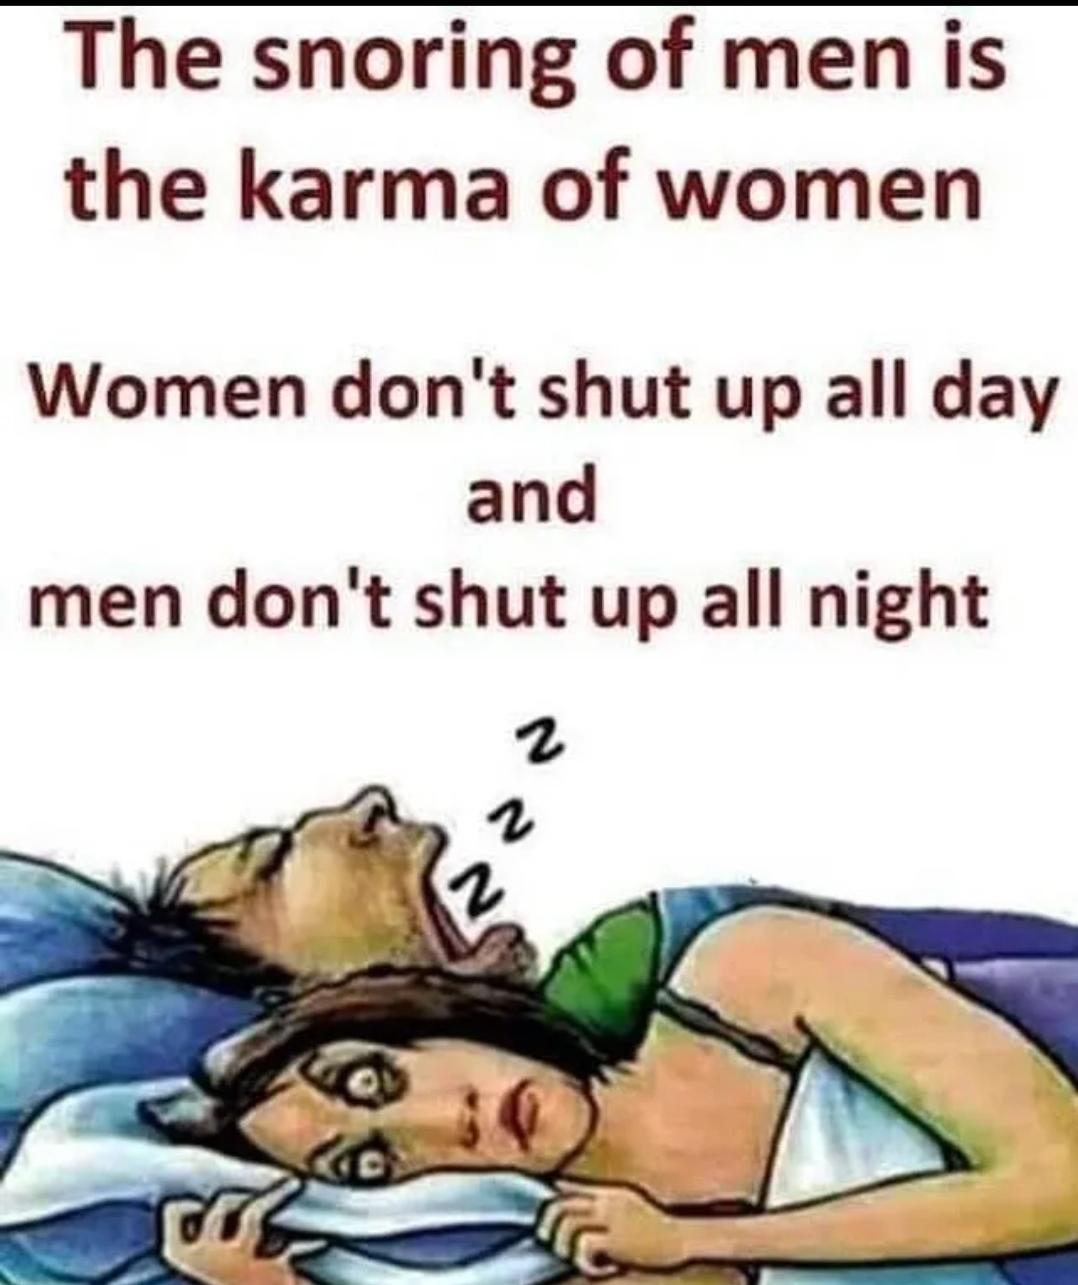 The snoring of men is
the karma of women
Women don't shut up all day
and
men don't shut up all night
z
z
z